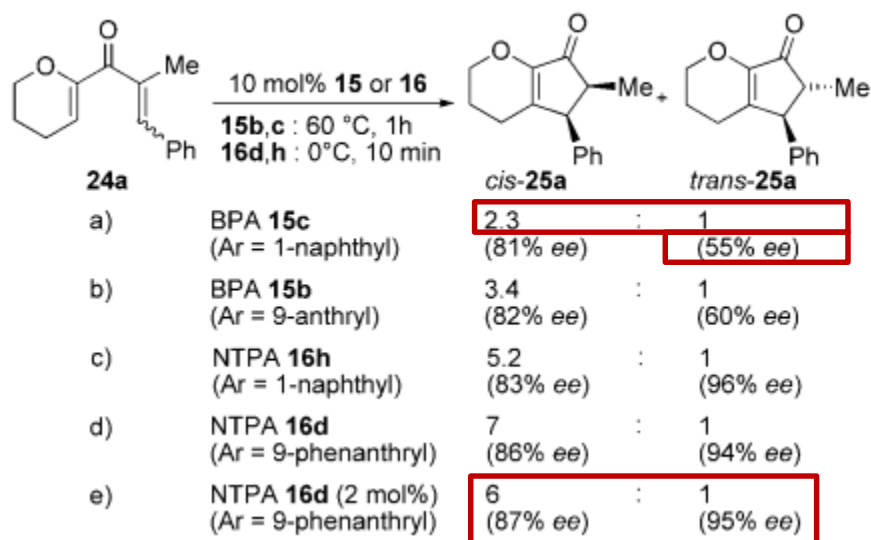 O
O
Me
Ph
24a
10 mol% 15 or 16
15b,c : 60 °C, 1h
16d,h : 0°C, 10 min
O
O
Me
Ph
cis-25a
+
O
O
Me
Ph
trans-25a
a) BPA 15c 2.3 : 1
(Ar = 1-naphthyl) (81% ee) (55% ee)
b) BPA 15b 3.4 : 1
(Ar = 9-anthryl) (82% ee) (60% ee)
c) NTPA 16h 5.2 : 1
(Ar = 1-naphthyl) (83% ee) (96% ee)
d) NTPA 16d 7 : 1
(Ar = 9-phenanthryl) (86% ee) (94% ee)
e) NTPA 16d (2 mol%) 6 : 1
(Ar = 9-phenanthryl) (87% ee) (95% ee)